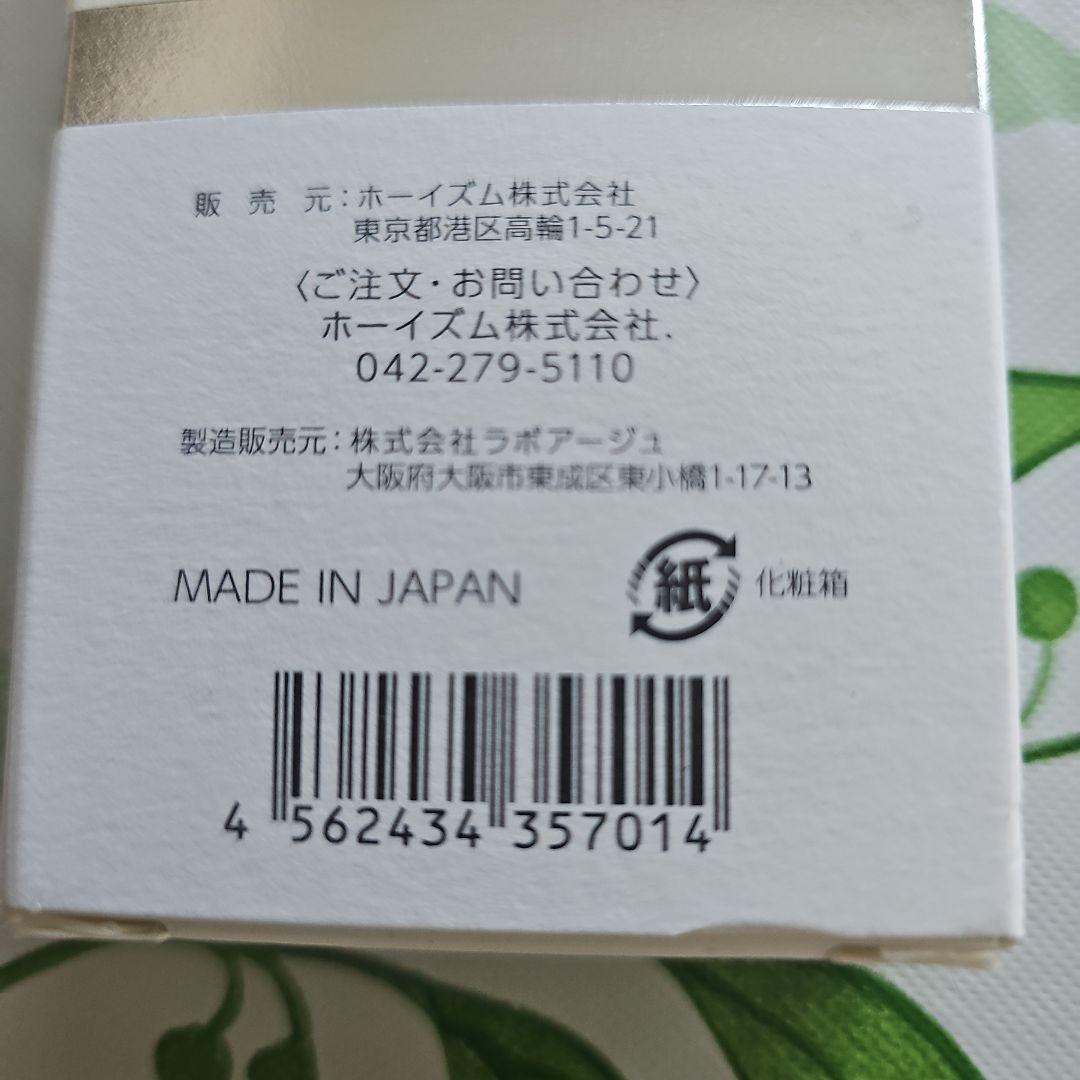 販 売 元：ホーイズム株式会社
東京都港区高輪1-5-21
〈ご注文・お問い合わせ〉
ホーイズム株式会社.
042-279-5110
製造販売元：株式会社ラボアージュ
大阪府大阪市東成区東小橋1-17-13
MADE IN JAPAN
紙 化粧箱
4 562434 357014